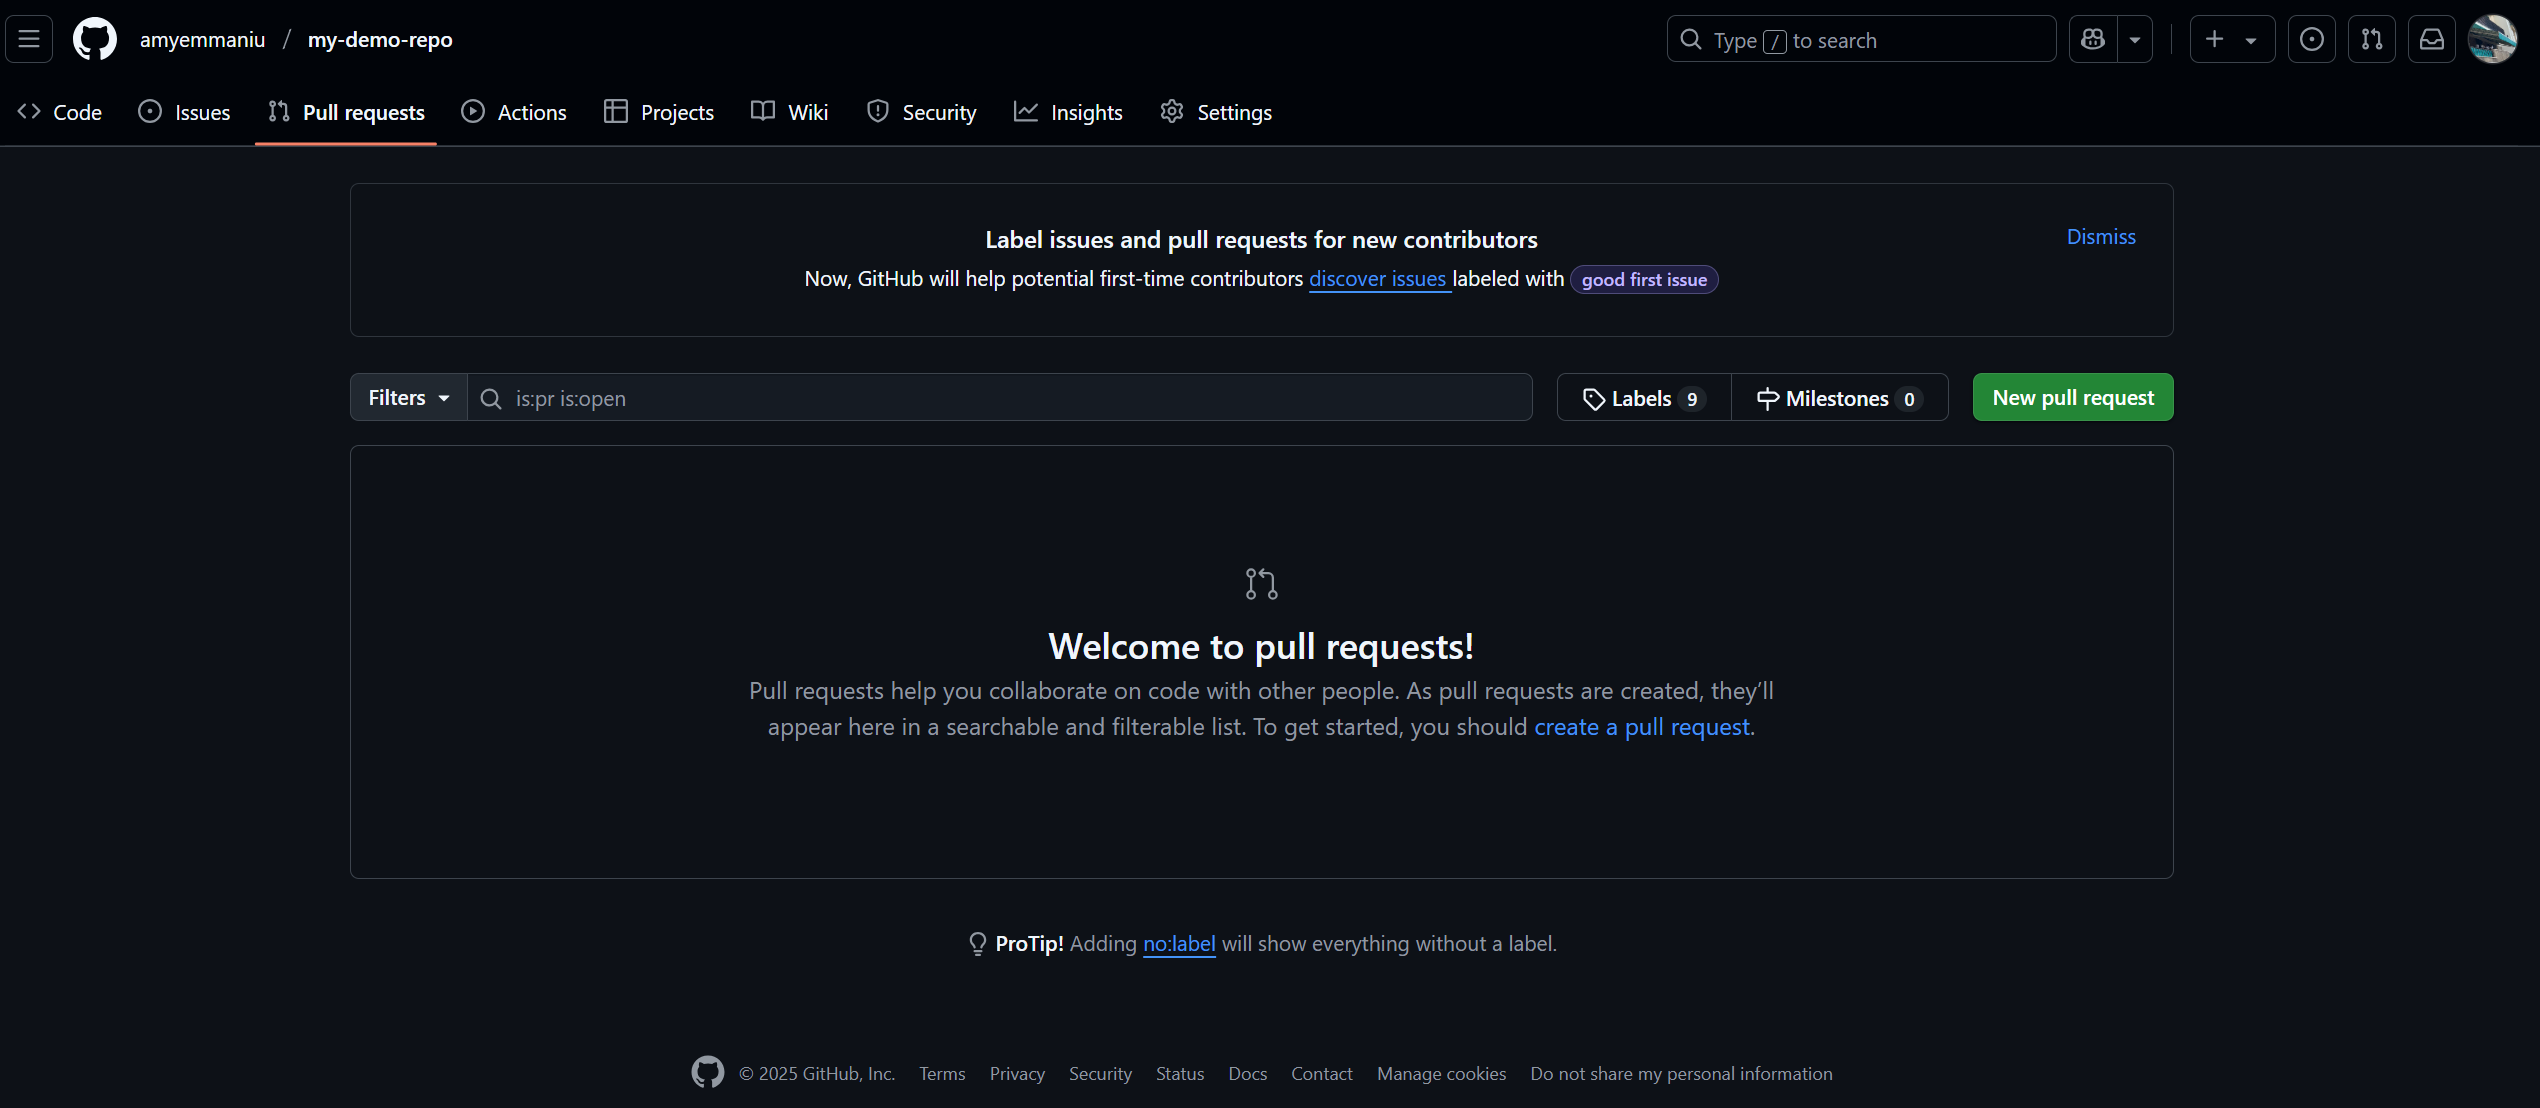 amyemmaniu / my-demo-repo
Type / to search
Code Issues Pull requests Actions Projects Wiki Security Insights Settings
Label issues and pull requests for new contributors
Dismiss
Now, GitHub will help potential first-time contributors discover issues labeled with good first issue
Filters is:pr is:open Labels 9 Milestones 0 New pull request
Welcome to pull requests!
Pull requests help you collaborate on code with other people. As pull requests are created, they’ll
appear here in a searchable and filterable list. To get started, you should create a pull request.
ProTip! Adding no:label will show everything without a label.
© 2025 GitHub, Inc. Terms Privacy Security Status Docs Contact Manage cookies Do not share my personal information